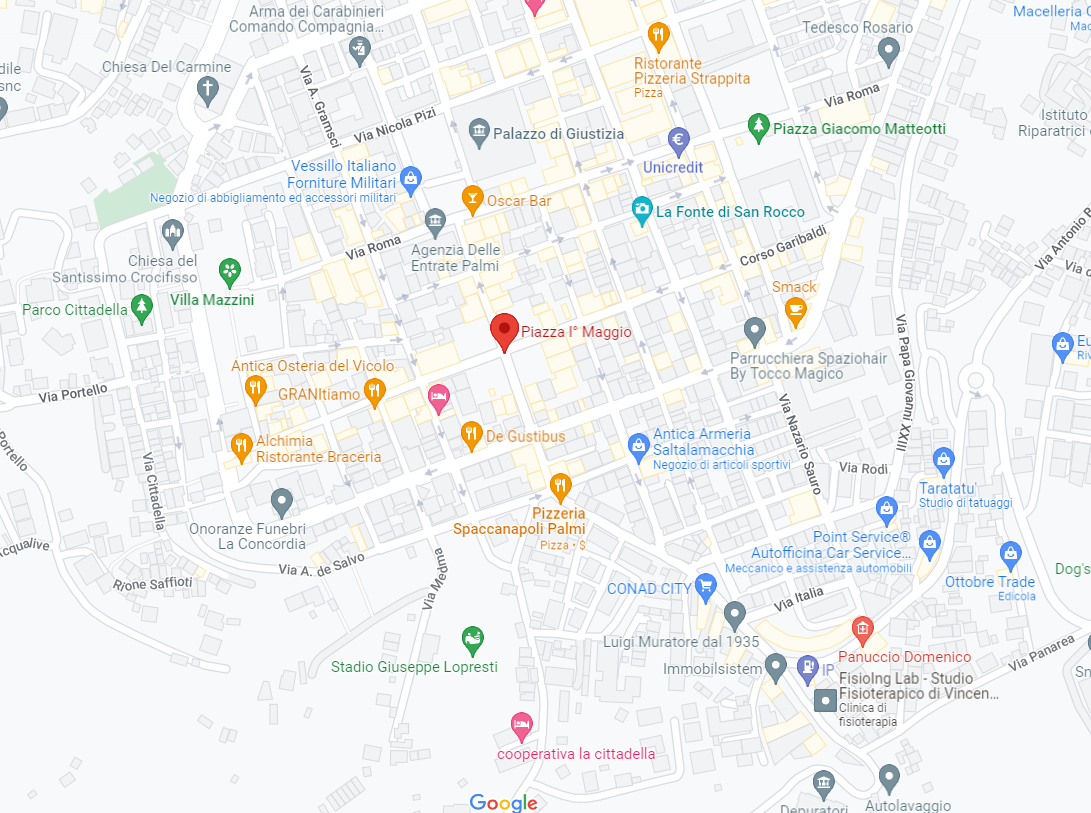 Arma dei Carabinieri
Comando Compagnia...
Tedesco Rosario
Macelleria
Chiesa Del Carmine
Ristorante
Pizzeria Strappita
Pizza
Via A. Gramsci
Via Nicola Pizi
Via Roma
Palazzo di Giustizia
Piazza Giacomo Matteotti
Istituto
Riparatrici
Vessillo Italiano
Forniture Militari
Negozio di abbigliamento ed accessori militari
Unicredit
Oscar Bar
La Fonte di San Rocco
Via Roma
Agenzia Delle
Entrate Palmi
Corso Garibaldi
Via Antonio
Chiesa del
Santissimo Crocifisso
Villa Mazzini
Parco Cittadella
Smack
Piazza I° Maggio
Parrucchiera Spaziohair
By Tocco Magico
Via Papa Giovanni XXIII
Antica Osteria del Vicolo
GRANItiamo
Via Portello
Portello
De Gustibus
Alchimia
Ristorante Braceria
Antica Armeria
Saltalamacchia
Negozio di articoli sportivi
Via Nazario Sauro
Via Rodi
Via Cittadella
Taratatu'
Studio di tatuaggi
Onoranze Funebri
La Concordia
Pizzeria
Spaccanapoli Palmi
Pizza • $
Point Service®
Autofficina Car Service...
Meccanico e assistenza automobili
Acqualive
Via A. de Salvo
R/one Saffioti
Via Medama
CONAD CITY
Via Italia
Ottobre Trade
Edicola
Dog's
Luigi Muratore dal 1935
Panuccio Domenico
Via Panarea
Stadio Giuseppe Lopresti
Immobilsistem
IP
FisioIng Lab - Studio
Fisioterapico di Vincen...
Clinica di
fisioterapia
cooperativa la cittadella
Google
Depuratori
Autolavaggio